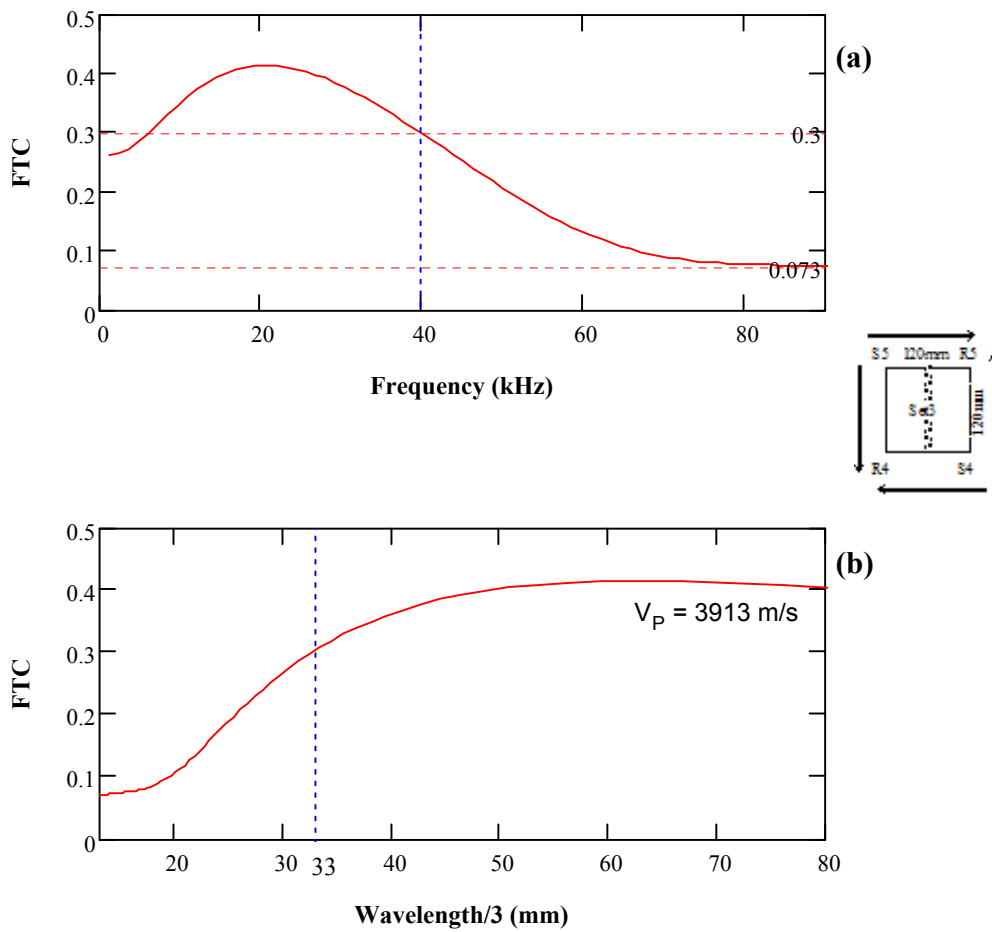 0.5
(a)
0.4
0.3
0.3
FTC
0.2
0.1
0.073
0
0 20 40 60 80
Frequency (kHz)
S5 120mm R5
Set3
120mm
R4 S4
0.5
(b)
0.4
V_P = 3913 m/s
0.3
FTC
0.2
0.1
0
20 30 33 40 50 60 70 80
Wavelength/3 (mm)